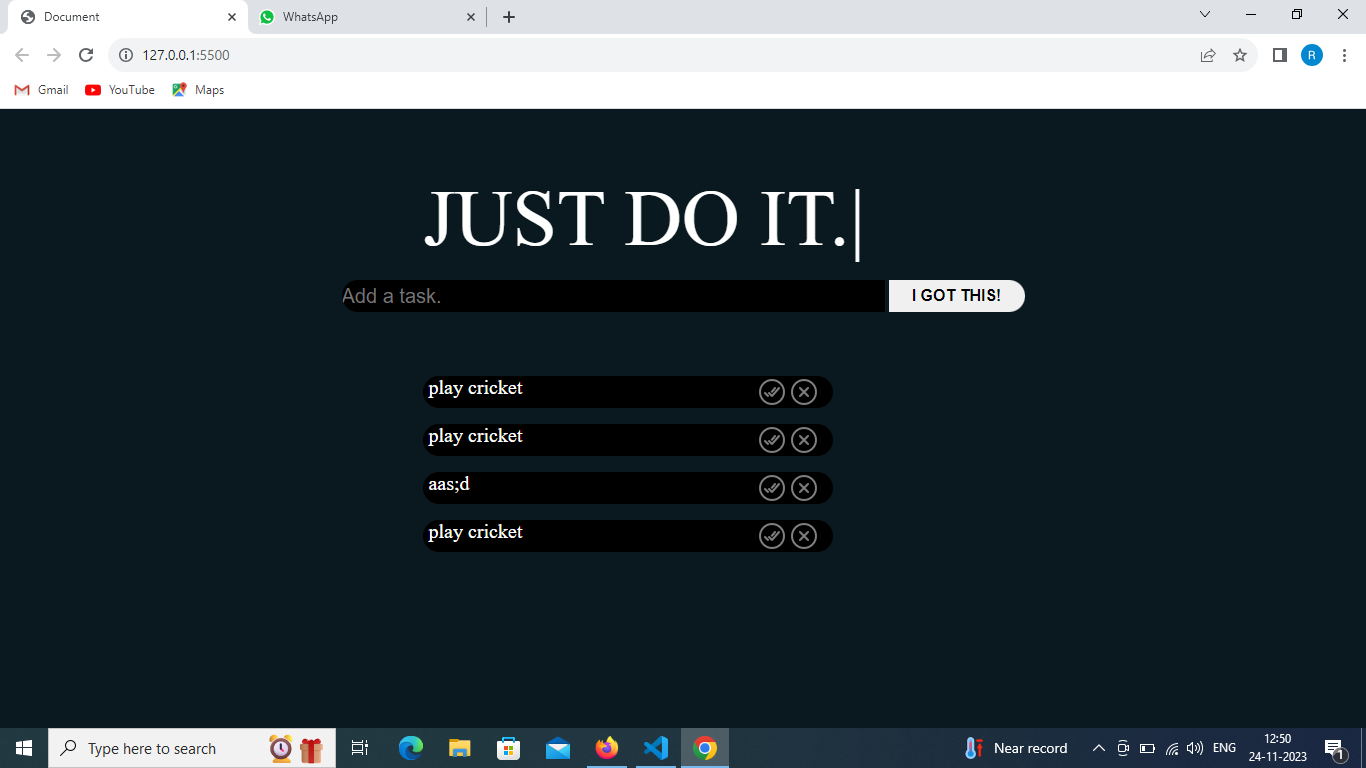 Document
WhatsApp
127.0.0.1:5500
R
Gmail
YouTube
Maps
JUST DO IT.|
Add a task.
I GOT THIS!
play cricket
play cricket
aas;d
play cricket
Type here to search
Near record
ENG
12:50
24-11-2023
1